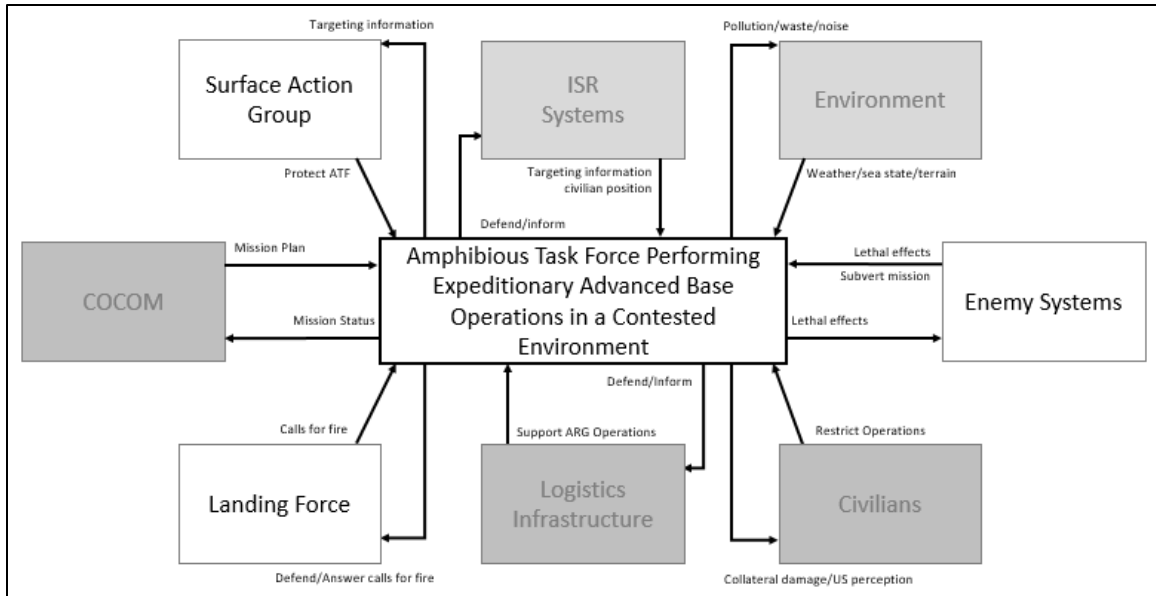 Targeting information
Pollution/waste/noise
Surface Action
Group
ISR
Systems
Environment
Protect ATF
Targeting information
civilian position
Weather/sea state/terrain
Defend/inform
Mission Plan
Amphibious Task Force Performing
Expeditionary Advanced Base
Operations in a Contested
Environment
Lethal effects
Subvert mission
COCOM
Enemy Systems
Mission Status
Lethal effects
Defend/Inform
Calls for fire
Support ARG Operations
Restrict Operations
Landing Force
Logistics
Infrastructure
Civilians
Defend/Answer calls for fire
Collateral damage/US perception